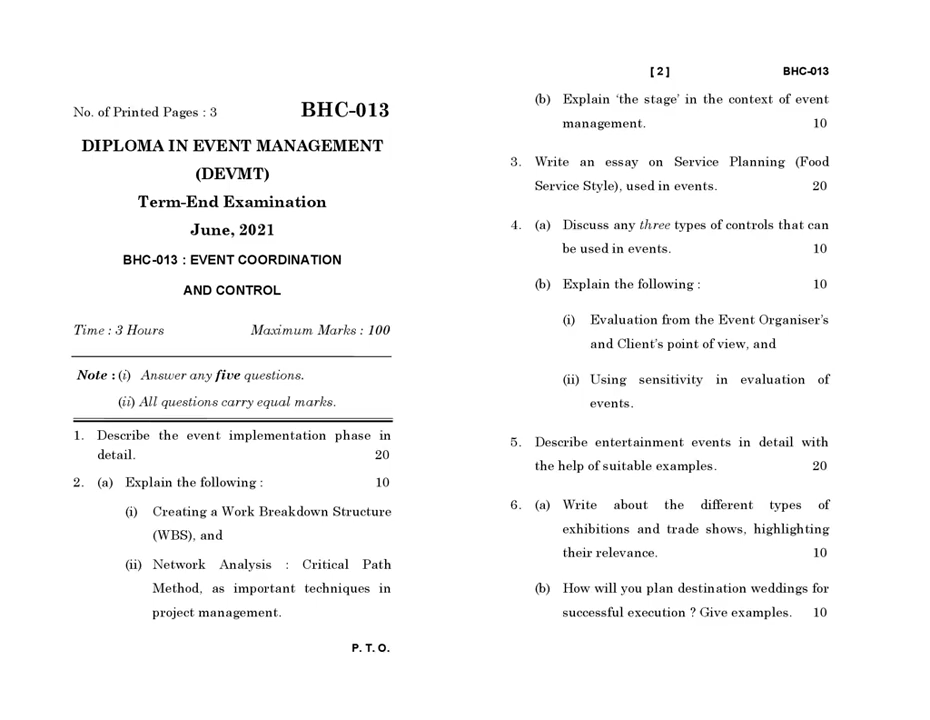 No. of Printed Pages : 3 BHC-013
DIPLOMA IN EVENT MANAGEMENT
(DEVMT)
Term-End Examination
June, 2021
BHC-013 : EVENT COORDINATION
AND CONTROL
Time : 3 Hours Maximum Marks : 100
Note : (i) Answer any five questions.
(ii) All questions carry equal marks.
1. Describe the event implementation phase in
detail. 20
2. (a) Explain the following : 10
(i) Creating a Work Breakdown Structure
(WBS), and
(ii) Network Analysis : Critical Path
Method, as important techniques in
project management.
P. T. O.
[ 2 ] BHC-013
(b) Explain ‘the stage’ in the context of event
management. 10
3. Write an essay on Service Planning (Food
Service Style), used in events. 20
4. (a) Discuss any three types of controls that can
be used in events. 10
(b) Explain the following : 10
(i) Evaluation from the Event Organiser’s
and Client’s point of view, and
(ii) Using sensitivity in evaluation of
events.
5. Describe entertainment events in detail with
the help of suitable examples. 20
6. (a) Write about the different types of
exhibitions and trade shows, highlighting
their relevance. 10
(b) How will you plan destination weddings for
successful execution ? Give examples. 10